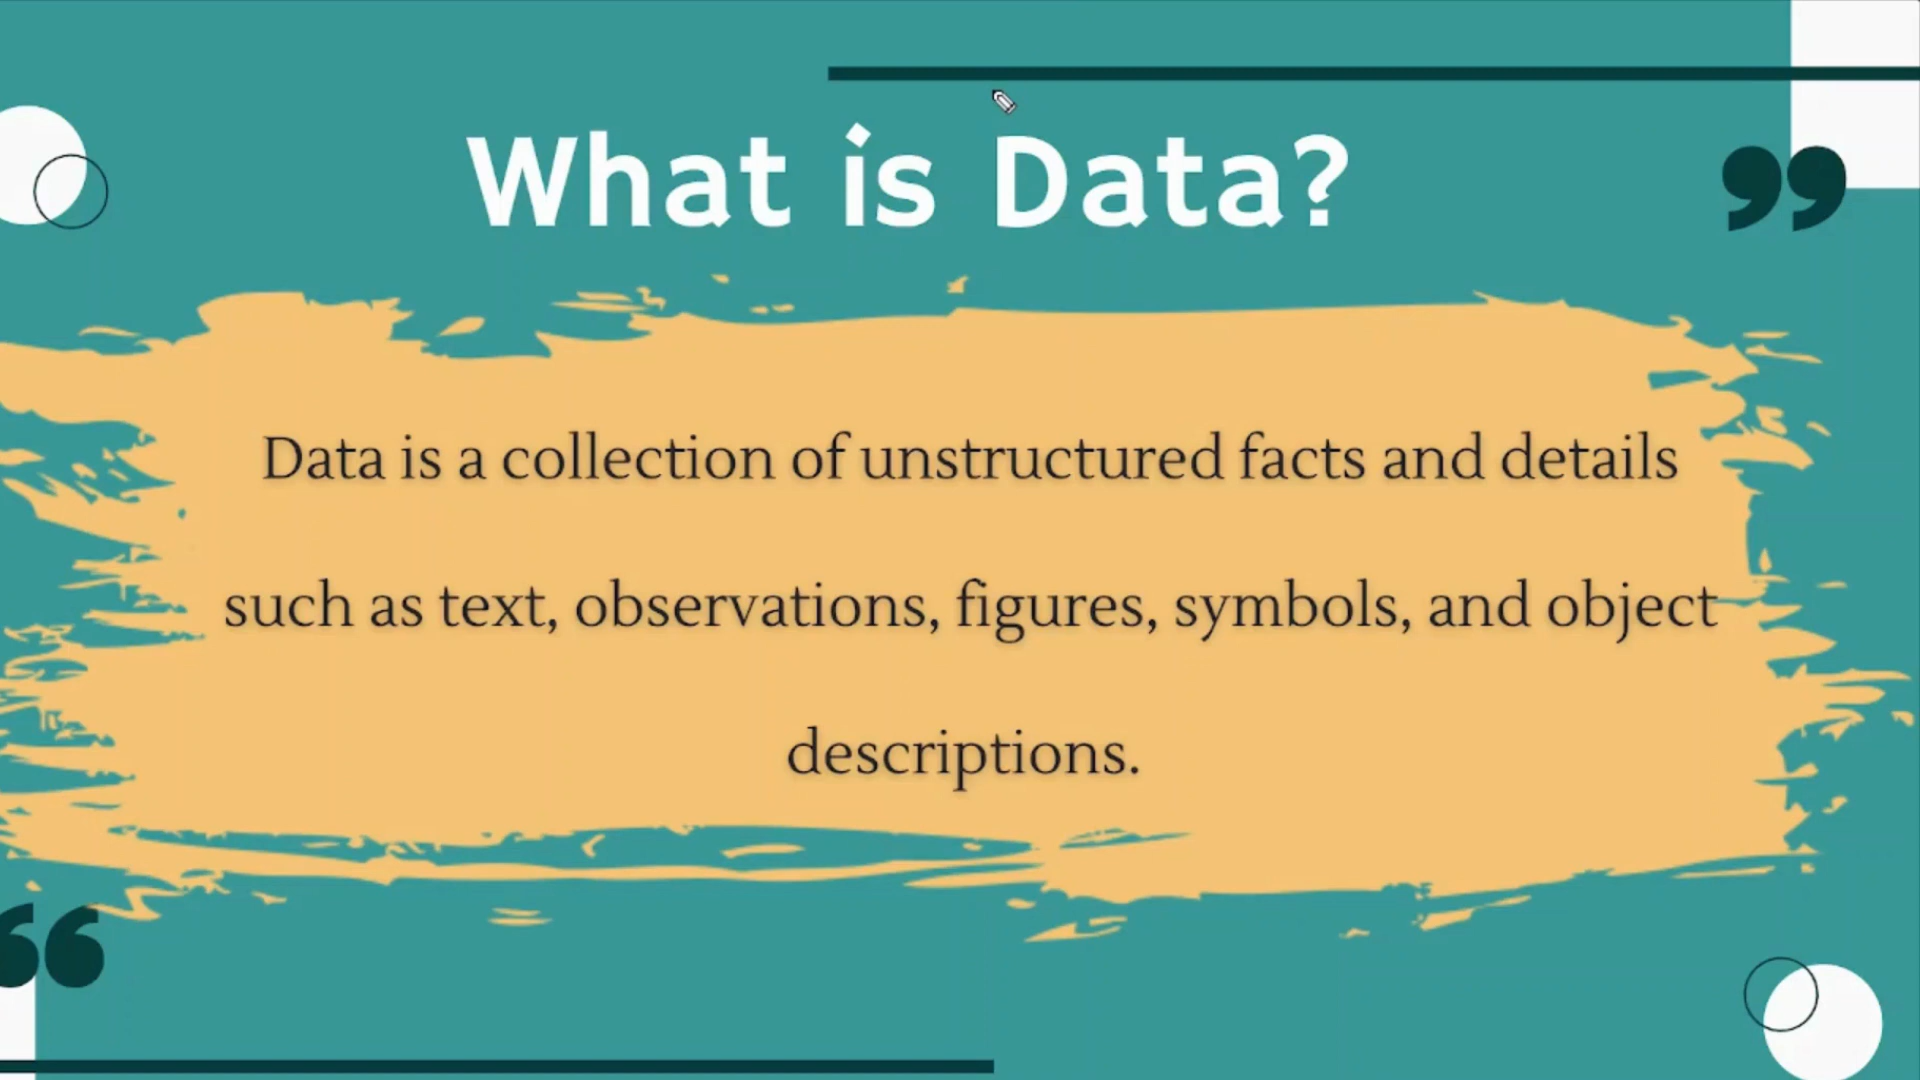 What is Data?
”
Data is a collection of unstructured facts and details
such as text, observations, figures, symbols, and object
descriptions.
“